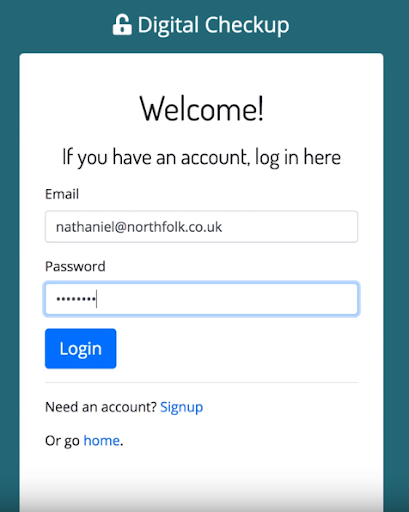 Digital Checkup
Welcome!
If you have an account, log in here
Email
nathaniel@northfolk.co.uk
Password
••••••••
Login
Need an account? Signup
Or go home.